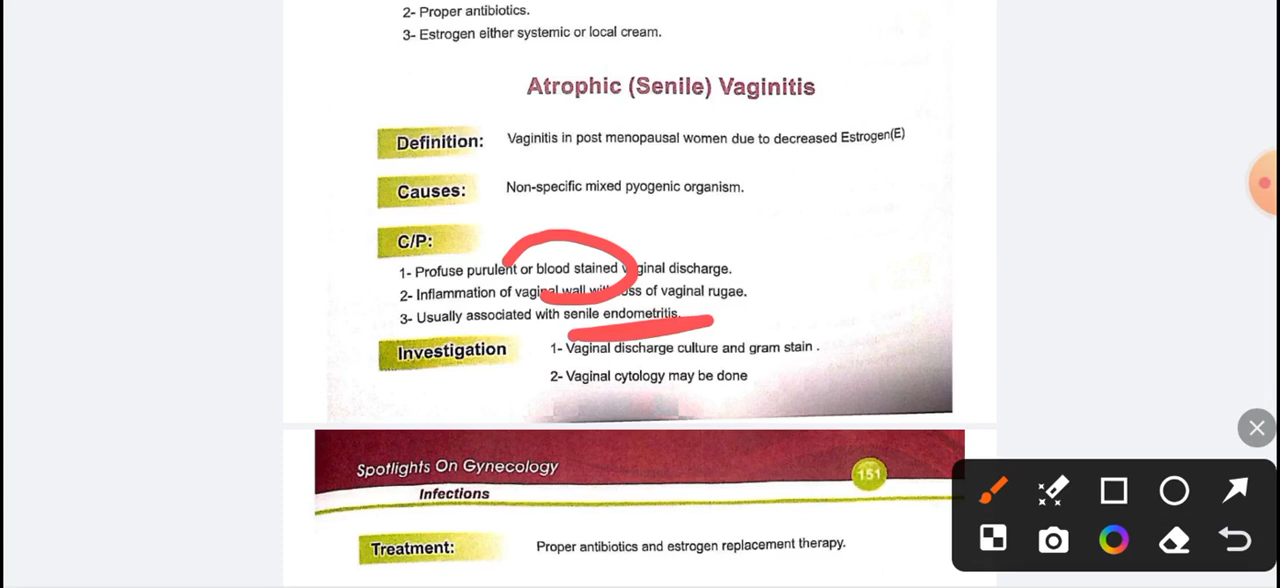 2- Proper antibiotics.
3- Estrogen either systemic or local cream.
Atrophic (Senile) Vaginitis
Definition: Vaginitis in post menopausal women due to decreased Estrogen(E)
Causes: Non-specific mixed pyogenic organism.
C/P:
1- Profuse purulent or blood stained vaginal discharge.
2- Inflammation of vaginal wall with loss of vaginal rugae.
3- Usually associated with senile endometritis.
Investigation 1- Vaginal discharge culture and gram stain .
2- Vaginal cytology may be done
Spotlights On Gynecology 151
Infections
Treatment: Proper antibiotics and estrogen replacement therapy.